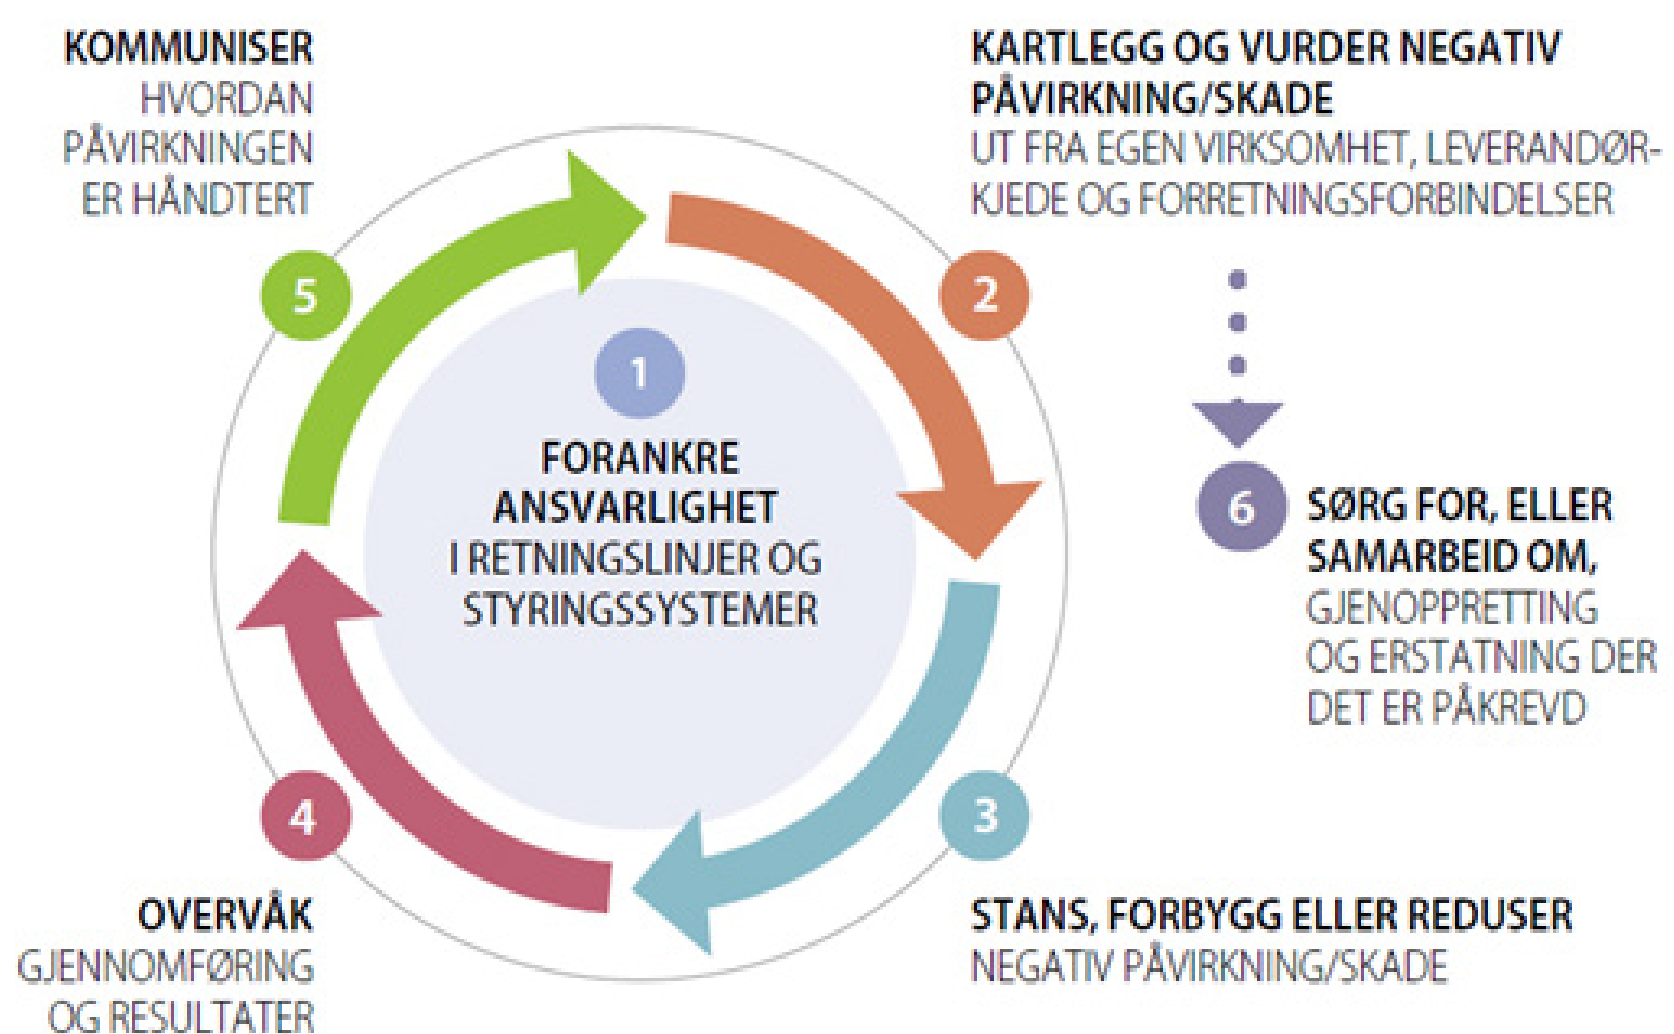 KOMMUNISER
HVORDAN
PÅVIRKNINGEN
ER HÅNDTERT
KARTLEGG OG VURDER NEGATIV
PÅVIRKNING/SKADE
UT FRA EGEN VIRKSOMHET, LEVERANDØR-
KJEDE OG FORRETNINGSFORBINDELSER
5
2
1
FORANKRE
ANSVARLIGHET
I RETNINGSLINJER OG
STYRINGSSYSTEMER
6
SØRG FOR, ELLER
SAMARBEID OM,
GJENOPPRETTING
OG ERSTATNING DER
DET ER PÅKREVD
4
3
OVERVÅK
GJENNOMFØRING
OG RESULTATER
STANS, FORBYGG ELLER REDUSER
NEGATIV PÅVIRKNING/SKADE